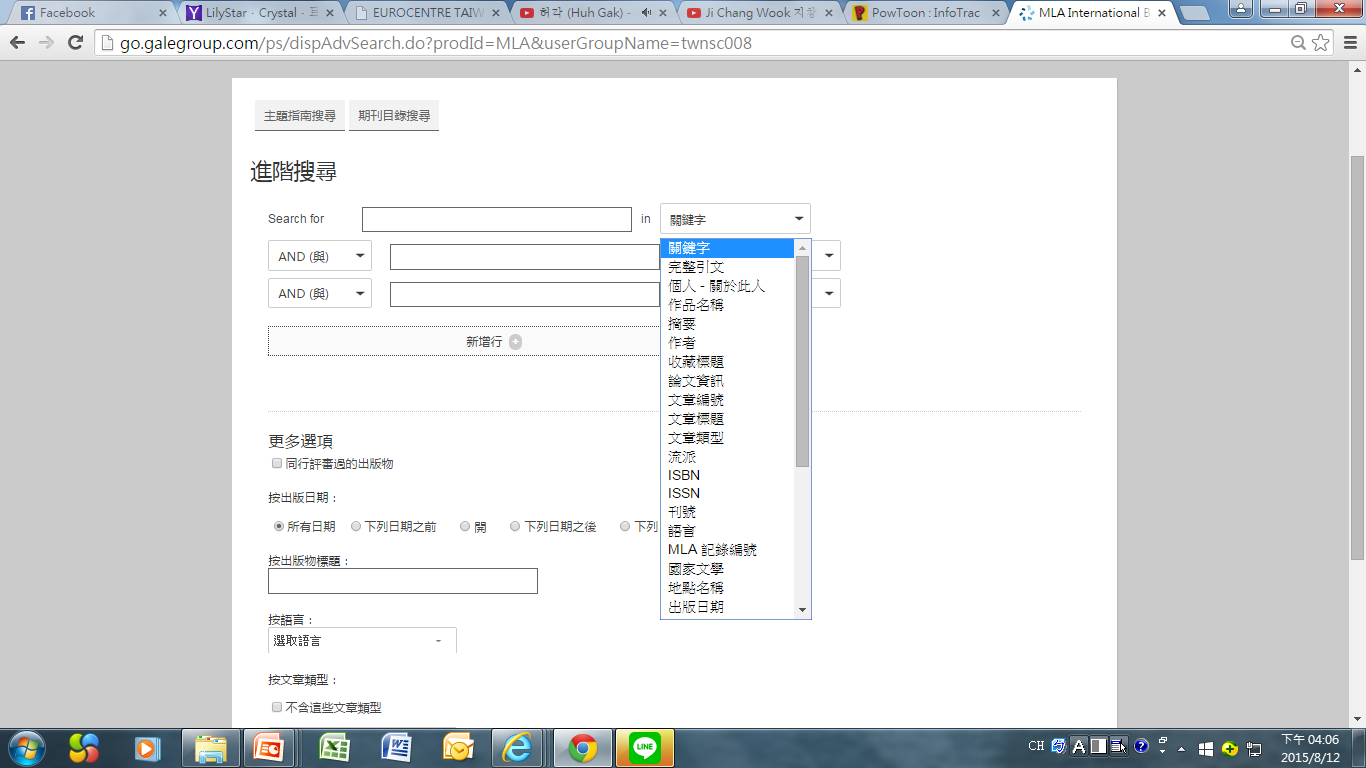 Facebook
LilyStar - Crystal - 프
EUROCENTRE TAIW
허각 (Huh Gak) -
Ji Chang Wook 지창
PowToon : InfoTrac
MLA International B
go.galegroup.com/ps/dispAdvSearch.do?prodId=MLA&userGroupName=twnsc008
主題指南搜尋 期刊目錄搜尋
進階搜尋
Search for in 關鍵字
AND (與)
AND (與)
新增行
關鍵字
完整引文
個人 - 關於此人
作品名稱
摘要
作者
收藏標題
論文資訊
文章編號
文章標題
文章類型
流派
ISBN
ISSN
刊號
語言
MLA 記錄編號
國家文學
地點名稱
出版日期
更多選項
同行評審過的出版物
按出版日期：
所有日期 下列日期之前 開 下列日期之後 下列
按出版物標題：
按語言：
選取語言
按文章類型：
不含這些文章類型
LINE
CH
A
下午 04:06
2015/8/12